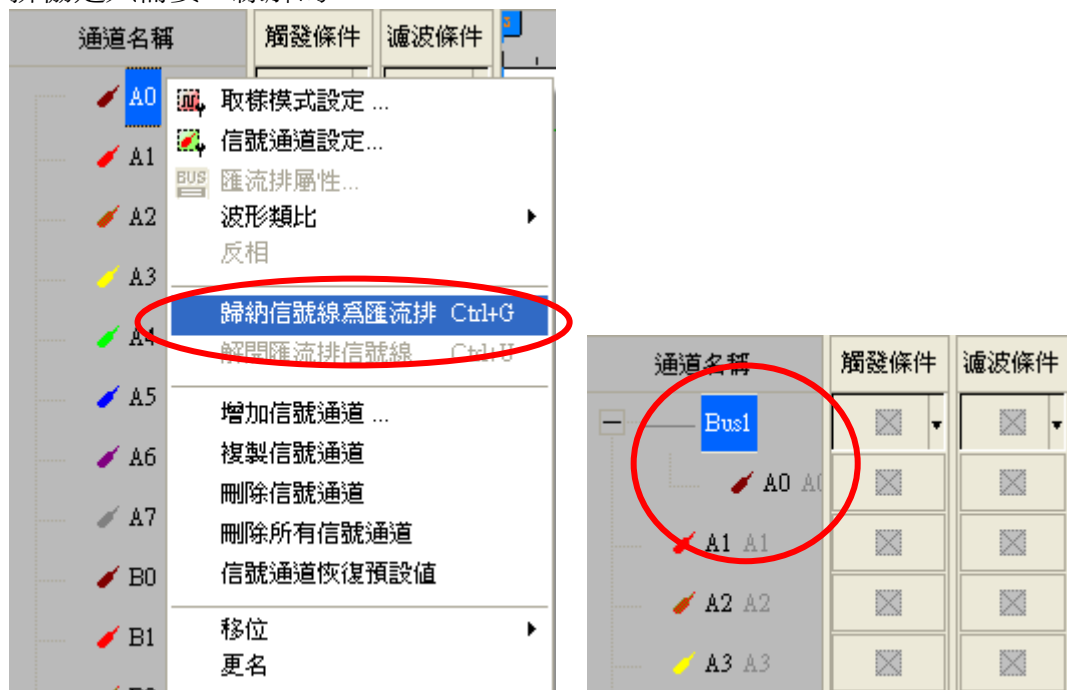 通道名稱 觸發條件 濾波條件
A0
A1
A2
A3
A4
A5
A6
A7
B0
B1
取樣模式設定 ...
信號通道設定...
BUS 匯流排屬性...
波形類比
反相
歸納信號線為匯流排 Ctrl+G
解開匯流排信號線 Ctrl+U
增加信號通道 ...
複製信號通道
刪除信號通道
刪除所有信號通道
信號通道恢復預設值
移位
更名
通道名稱 觸發條件 濾波條件
Bus1
A0 A0
A1 A1
A2 A2
A3 A3